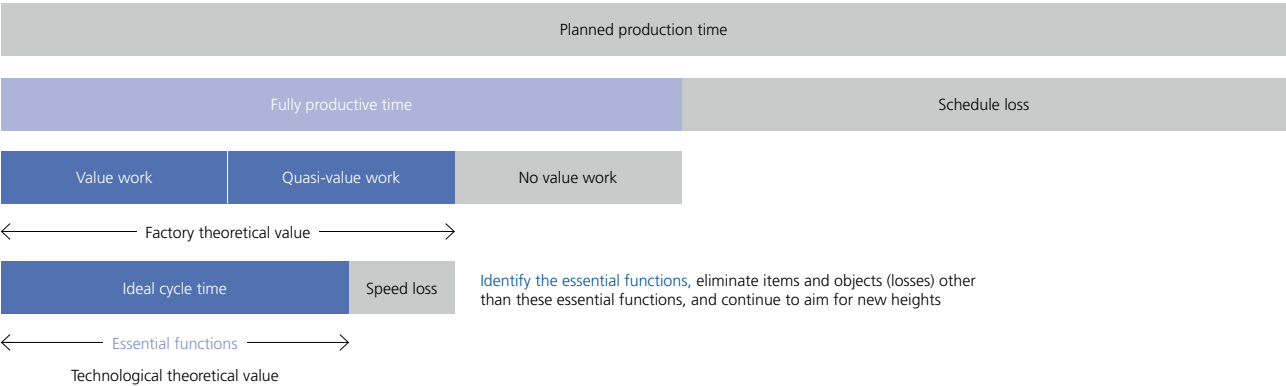 Planned production time
Fully productive time
Schedule loss
Value work
Quasi-value work
No value work
Factory theoretical value
Ideal cycle time
Speed loss
Identify the essential functions, eliminate items and objects (losses) other
than these essential functions, and continue to aim for new heights
Essential functions
Technological theoretical value